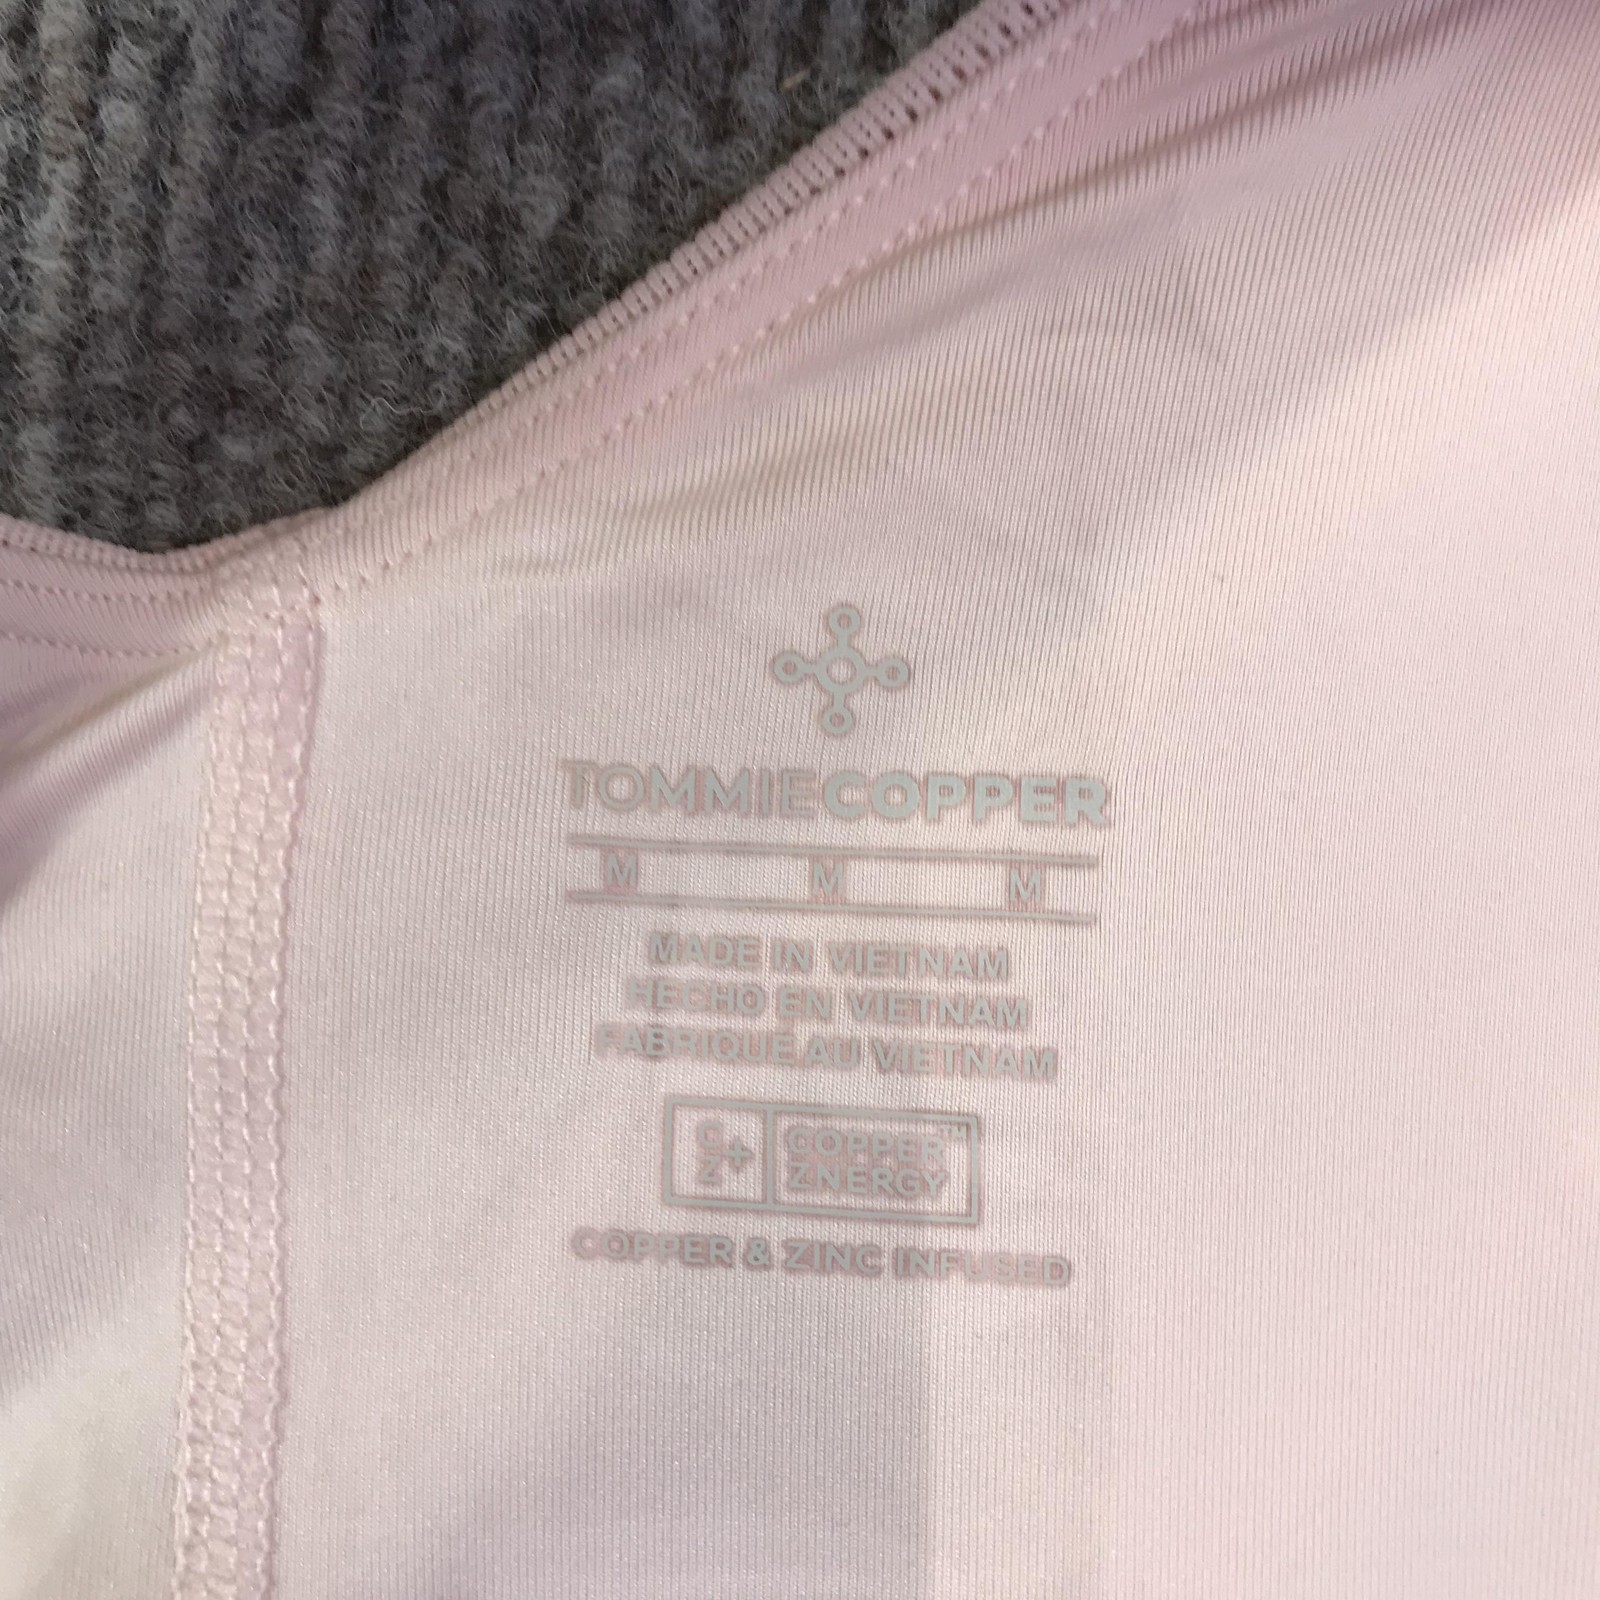 TOMMIECOPPER
M M M
MADE IN VIETNAM
HECHO EN VIETNAM
FABRIQUÉ AU VIETNAM
C Z+
COPPER™
ZNERGY
COPPER & ZINC INFUSED